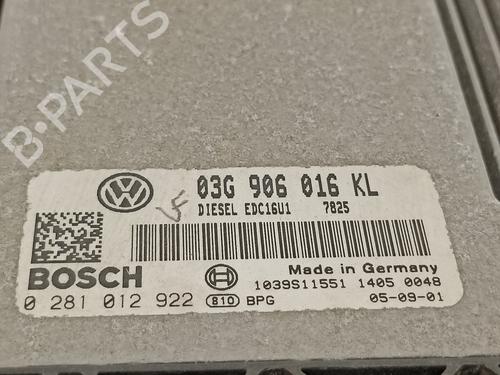 B-PARTS
03G 906 016 KL
DIESEL EDC16U1 7825
VF
BOSCH
Made in Germany
1039S11551 1405 0048
0 281 012 922 810 BPG 05-09-01